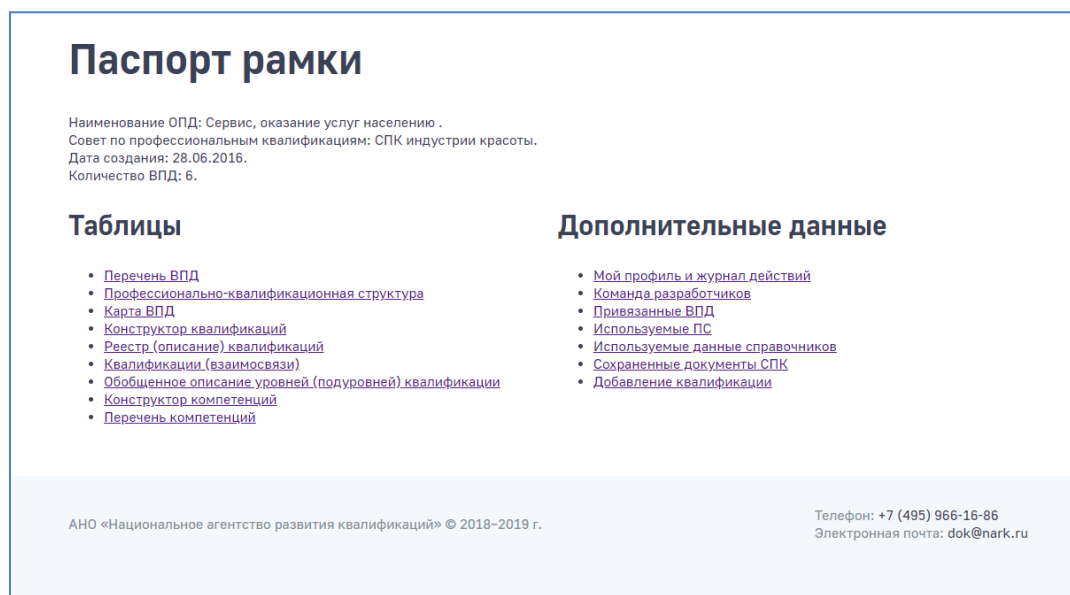 Паспорт рамки
Наименование ОПД: Сервис, оказание услуг населению .
Совет по профессиональным квалификациям: СПК индустрии красоты.
Дата создания: 28.06.2016.
Количество ВПД: 6.
Таблицы
Перечень ВПД
Профессионально-квалификационная структура
Карта ВПД
Конструктор квалификаций
Реестр (описание) квалификаций
Квалификации (взаимосвязи)
Обобщенное описание уровней (подуровней) квалификации
Конструктор компетенций
Перечень компетенций
Дополнительные данные
Мой профиль и журнал действий
Команда разработчиков
Привязанные ВПД
Используемые ПС
Используемые данные справочников
Сохраненные документы СПК
Добавление квалификации
АНО «Национальное агентство развития квалификаций» © 2018–2019 г.
Телефон: +7 (495) 966-16-86
Электронная почта: dok@nark.ru